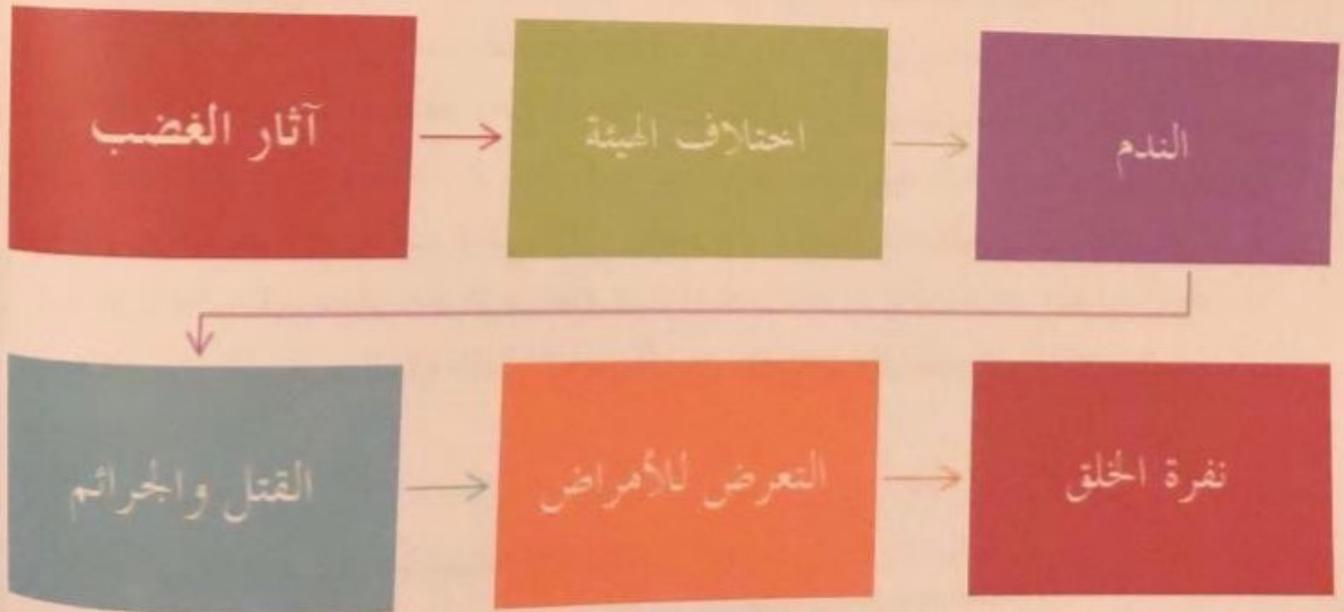 آثار الغضب
اختلاف الهيئة
الندم
القتل والجرائم
التعرض للأمراض
نفرة الخلق